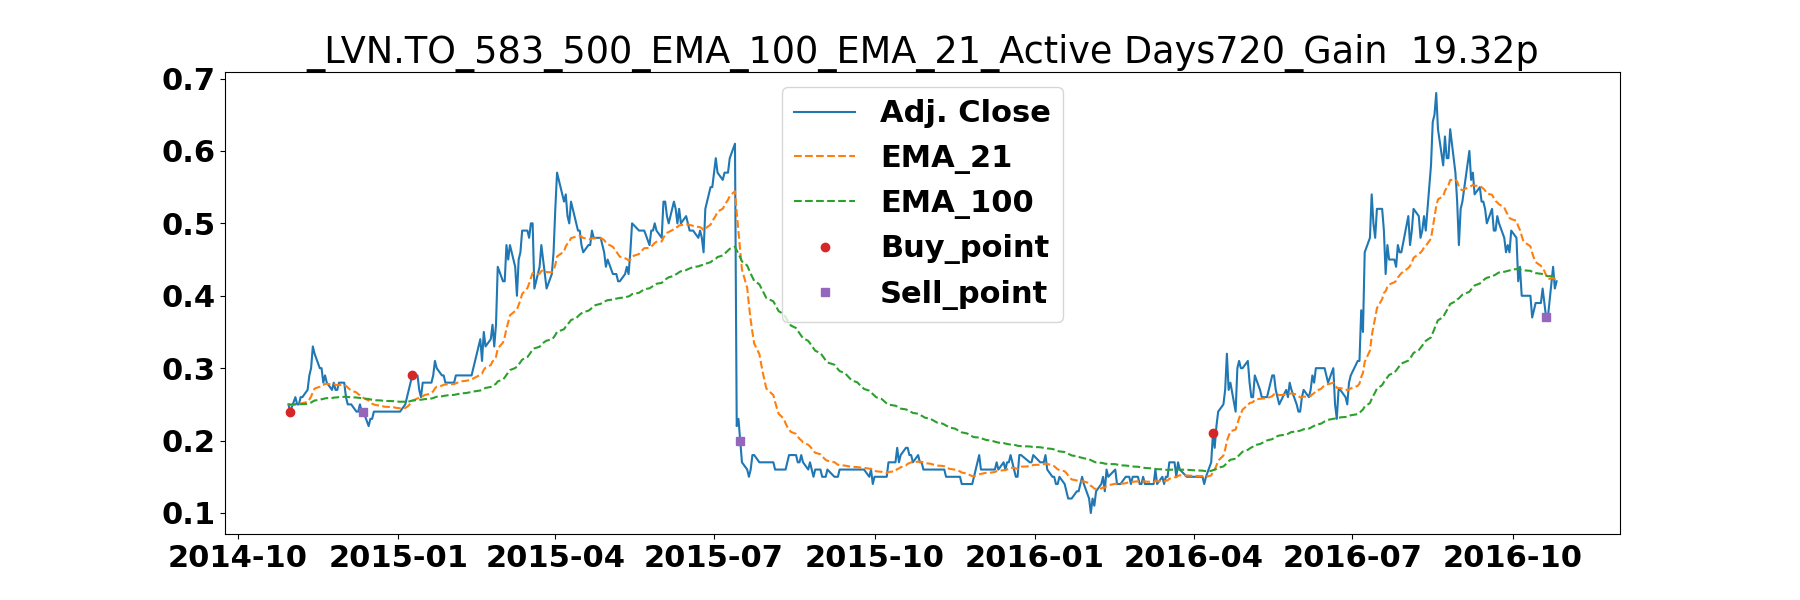 _LVN.TO_583_500_EMA_100_EMA_21_Active Days720_Gain  19.32p
0.7
0.6
0.5
0.4
0.3
0.2
0.1
Adj. Close
EMA_21
EMA_100
Buy_point
Sell_point
2014-10 2015-01 2015-04 2015-07 2015-10 2016-01 2016-04 2016-07 2016-10